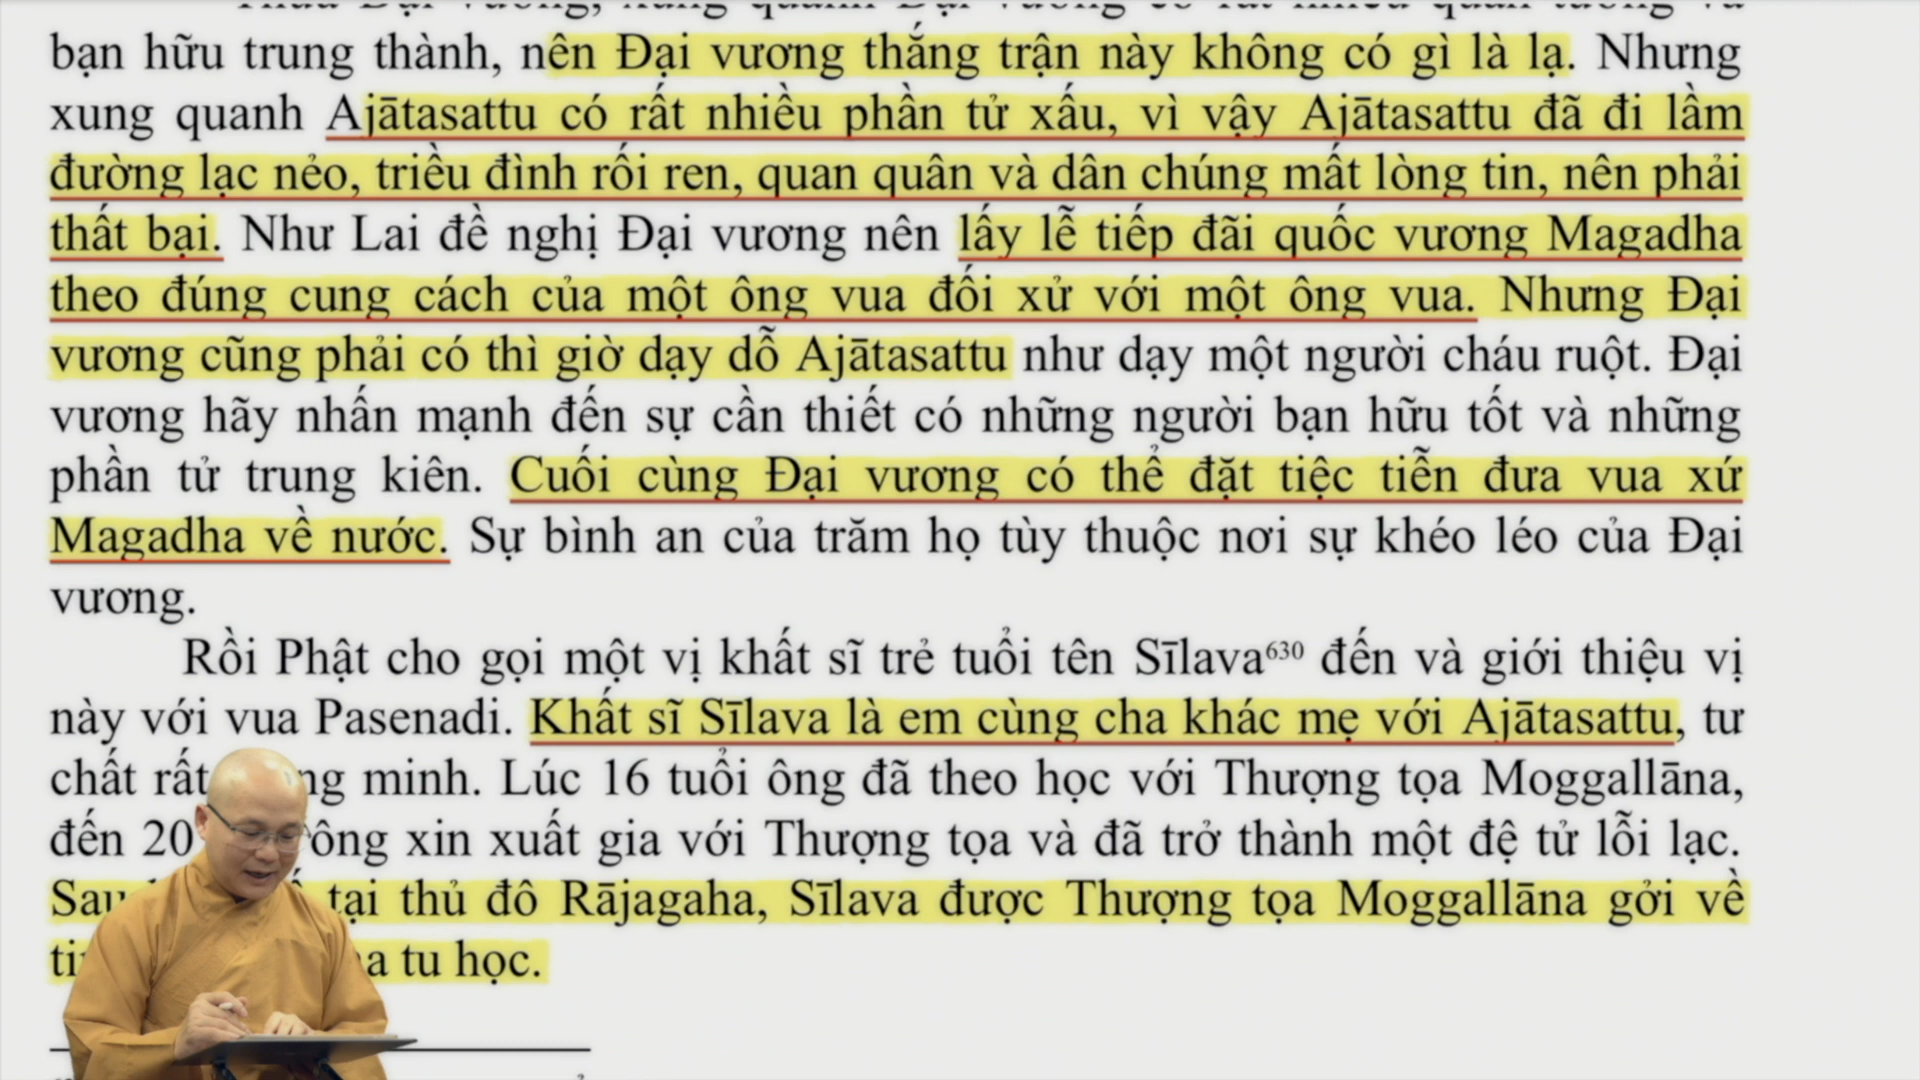 bạn hữu trung thành, nên Đại vương thắng trận này không có gì là lạ. Nhưng
xung quanh Ajātasattu có rất nhiều phần tử xấu, vì vậy Ajātasattu đã đi lầm
đường lạc nẻo, triều đình rối ren, quan quân và dân chúng mất lòng tin, nên phải
thất bại. Như Lai đề nghị Đại vương nên lấy lễ tiếp đãi quốc vương Magadha
theo đúng cung cách của một ông vua đối xử với một ông vua. Nhưng Đại
vương cũng phải có thì giờ dạy dỗ Ajātasattu như dạy một người cháu ruột. Đại
vương hãy nhấn mạnh đến sự cần thiết có những người bạn hữu tốt và những
phần tử trung kiên. Cuối cùng Đại vương có thể đặt tiệc tiễn đưa vua xứ
Magadha về nước. Sự bình an của trăm họ tùy thuộc nơi sự khéo léo của Đại
vương.
Rồi Phật cho gọi một vị khất sĩ trẻ tuổi tên Sīlava630 đến và giới thiệu vị
này với vua Pasenadi. Khất sĩ Sīlava là em cùng cha khác mẹ với Ajātasattu, tư
chất rất minh. Lúc 16 tuổi ông đã theo học với Thượng tọa Moggallāna,
đến 20 ông xin xuất gia với Thượng tọa và đã trở thành một đệ tử lỗi lạc.
Sau tại thủ đô Rājagaha, Sīlava được Thượng tọa Moggallāna gởi về
tu học.